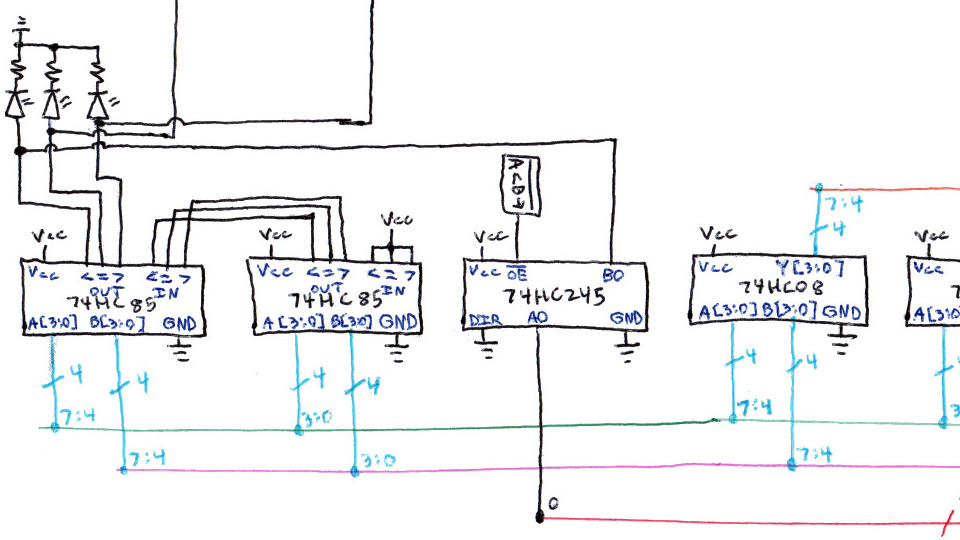 ACDT
7:4
4
Vcc
Vcc
Vcc
Vcc
Vcc
Vcc
Vcc <=> <=>
OUT IN
74HC85
A[3:0] B[3:0] GND
Vcc <=> <=>
OUT IN
74HC85
A[3:0] B[3:0] GND
Vcc OE BO
74HC245
DIR AO GND
Y[3:0]
74HC08
A[3:0] B[3:0] GND
A[3:0
4
4
4
4
4
4
7:4
3:0
7:4
7:4
3:0
7:4
0